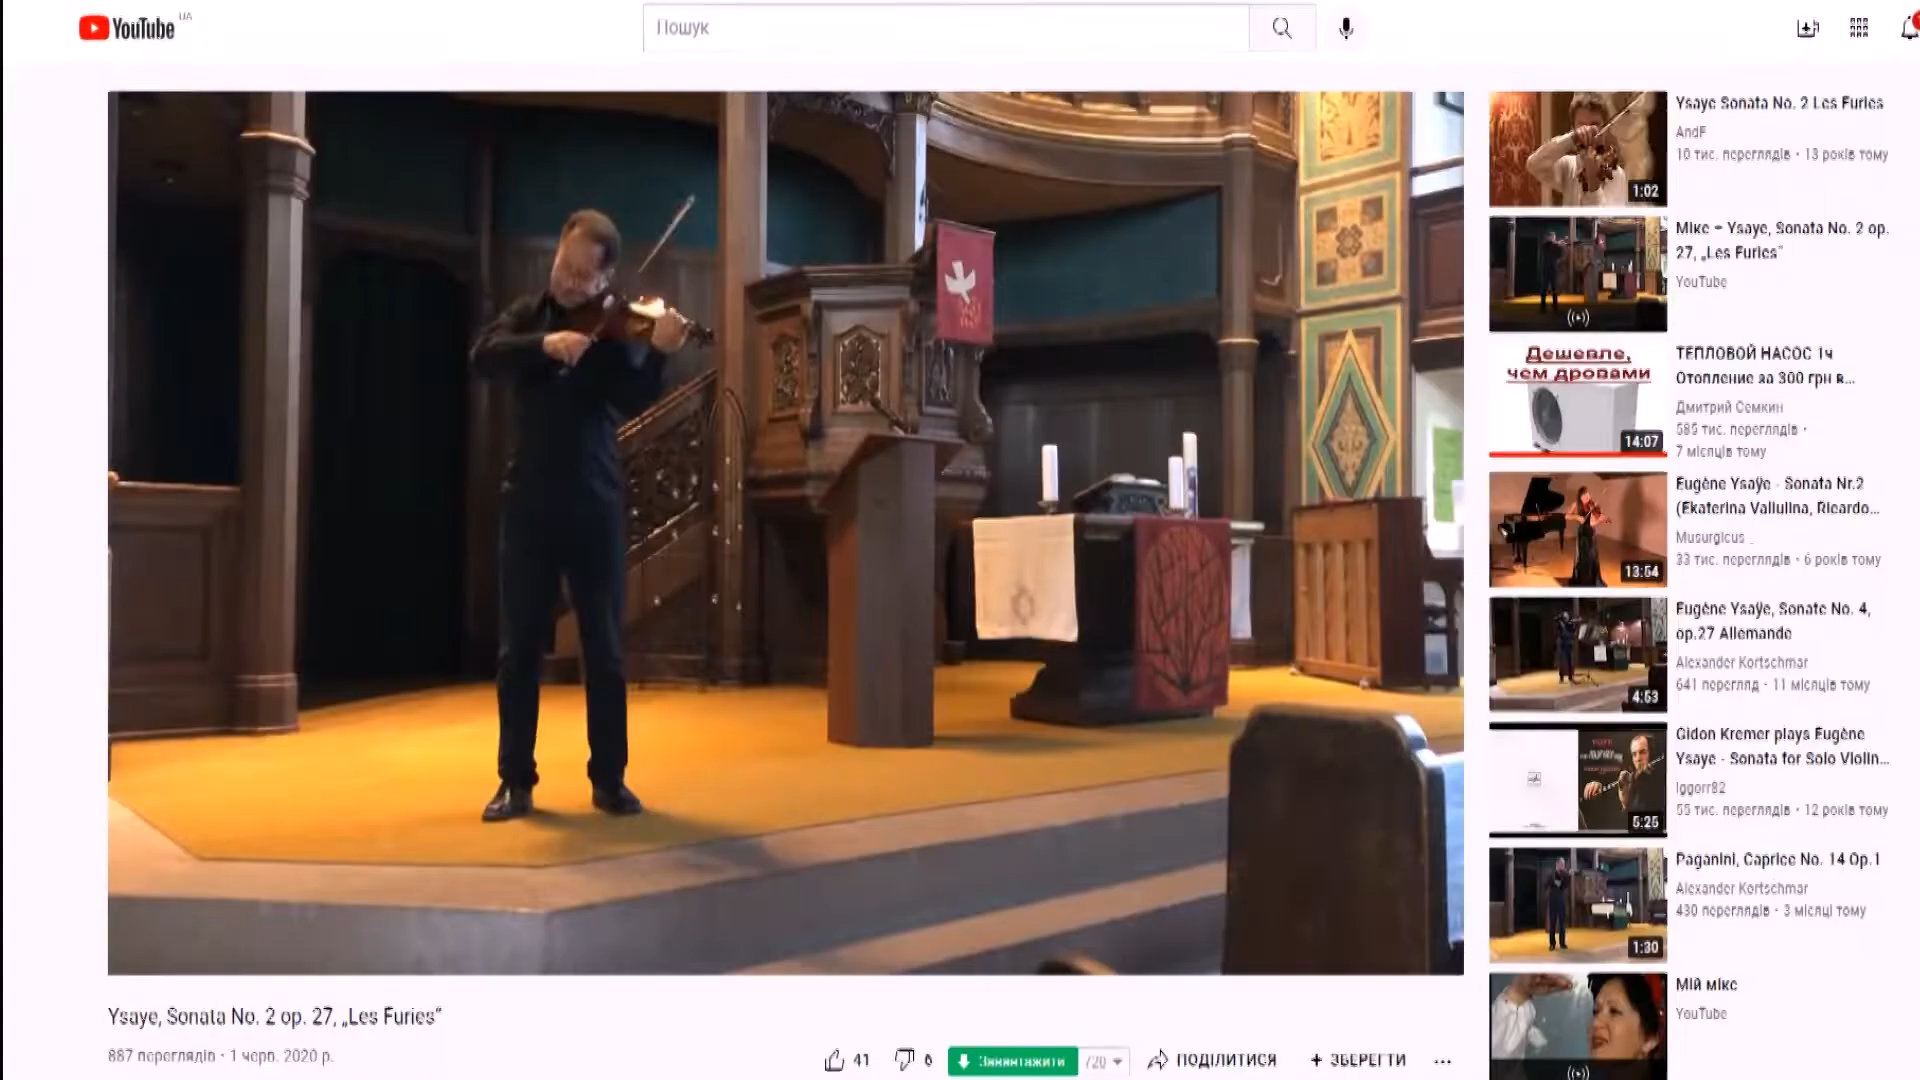 YouTube UA
Пошук
Ysaye, Sonata No. 2 op. 27, „Les Furies“
887 переглядів • 1 черв. 2020 р.
41
6
Завантажити
720
ПОДІЛИТИСЯ
ЗБЕРЕГТИ
Ysaye Sonata No. 2 Les Furies
AndF
10 тис. переглядів • 13 років тому
1:02
Мікс – Ysaye, Sonata No. 2 op.
27, „Les Furies“
YouTube
Дешевле,
чем дровами
14:07
ТЕПЛОВОЙ НАСОС 1ч
Отопление за 300 грн в...
Дмитрий Семкин
585 тис. переглядів •
7 місяців тому
Eugène Ysaÿe - Sonata Nr.2
(Ekaterina Valiulina, Ricardo...
Musurgicus _
33 тис. переглядів • 6 років тому
13:54
Eugène Ysaÿe, Sonate No. 4,
op.27 Allemande
Alexander Kortschmar
641 перегляд • 11 місяців тому
4:53
Gidon Kremer plays Eugène
Ysaye - Sonata for Solo Violin...
Iggorr82
55 тис. переглядів • 12 років тому
5:25
Paganini, Caprice No. 14 Op.1
Alexander Kortschmar
430 переглядів • 3 місяці тому
1:30
Мій мікс
YouTube